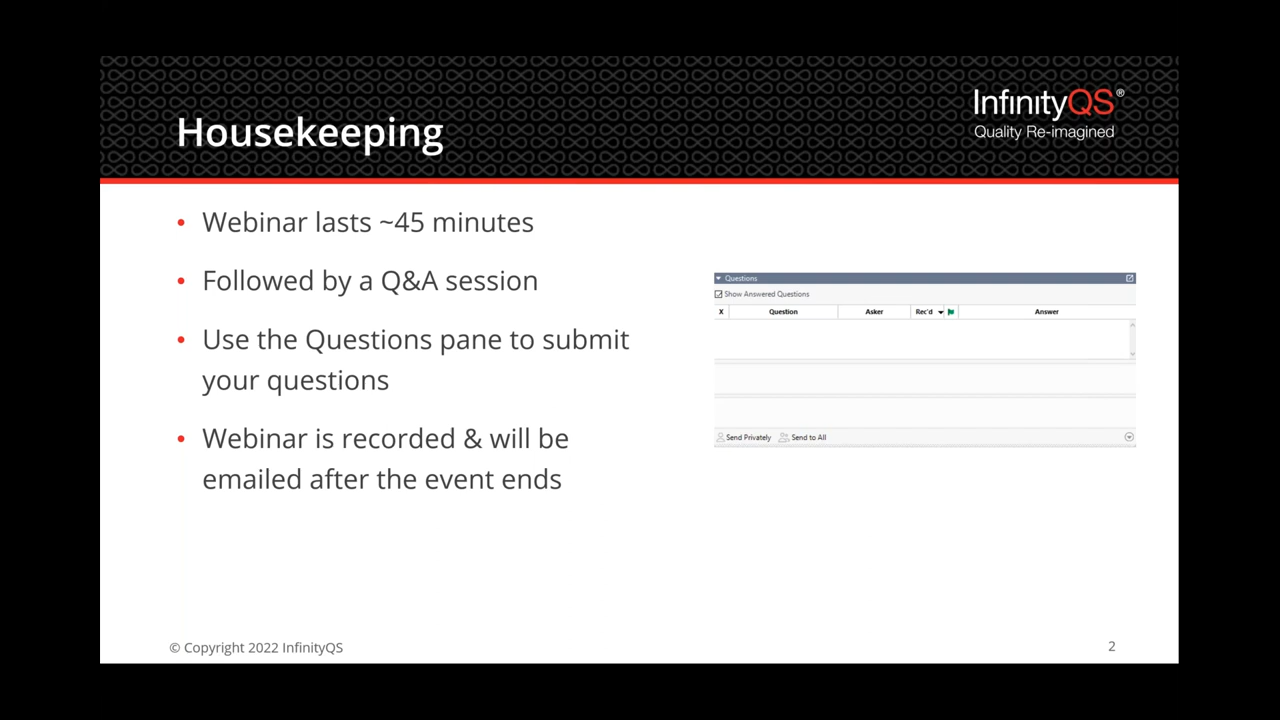 InfinityQS®
Quality Re-imagined
Housekeeping
• Webinar lasts ~45 minutes
• Followed by a Q&A session
• Use the Questions pane to submit
your questions
• Webinar is recorded & will be
emailed after the event ends
Questions
Show Answered Questions
X Question Asker Rec'd Answer
Send Privately Send to All
© Copyright 2022 InfinityQS
2